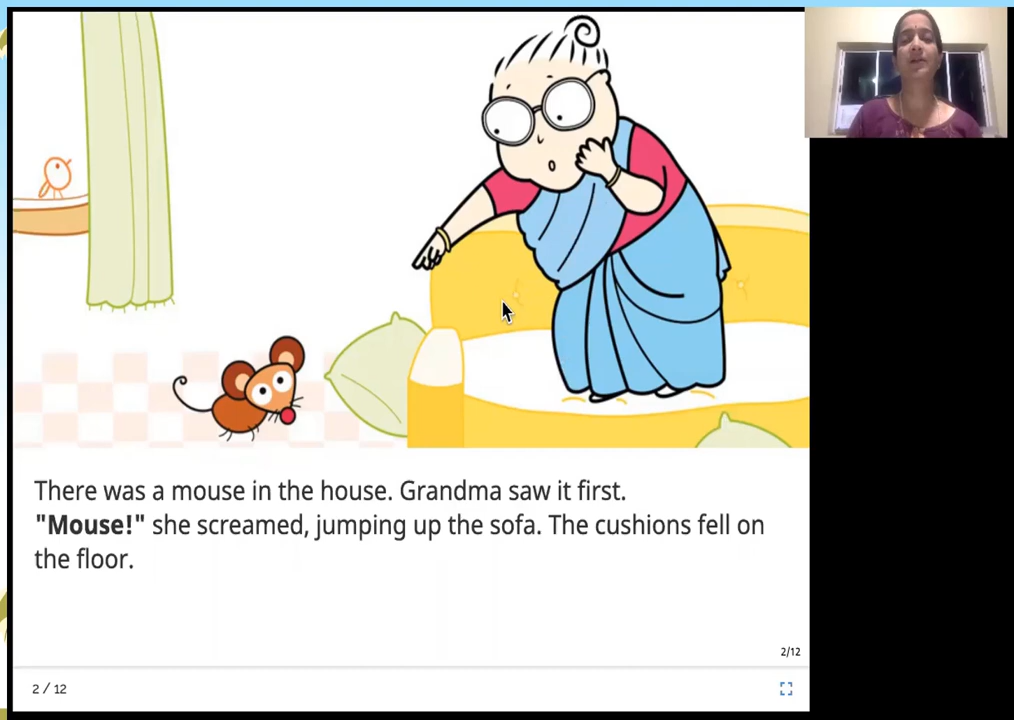 There was a mouse in the house. Grandma saw it first.
"Mouse!" she screamed, jumping up the sofa. The cushions fell on
the floor.
2/12
2 / 12